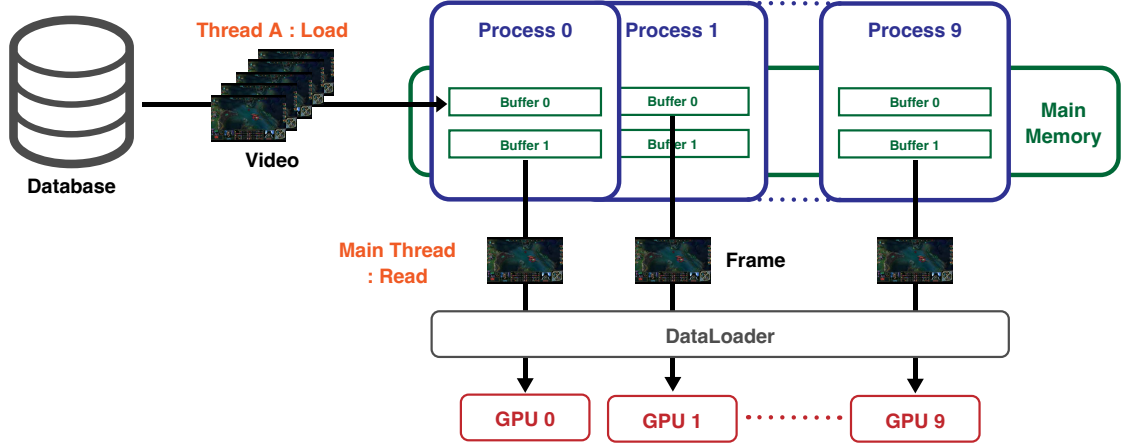 Thread A : Load
Process 0
Process 1
Process 9
Buffer 0
Buffer 0
Buffer 0
Buffer 1
Buffer 1
Buffer 1
Main
Memory
Video
Database
Main Thread
: Read
Frame
DataLoader
GPU 0
GPU 1
GPU 9